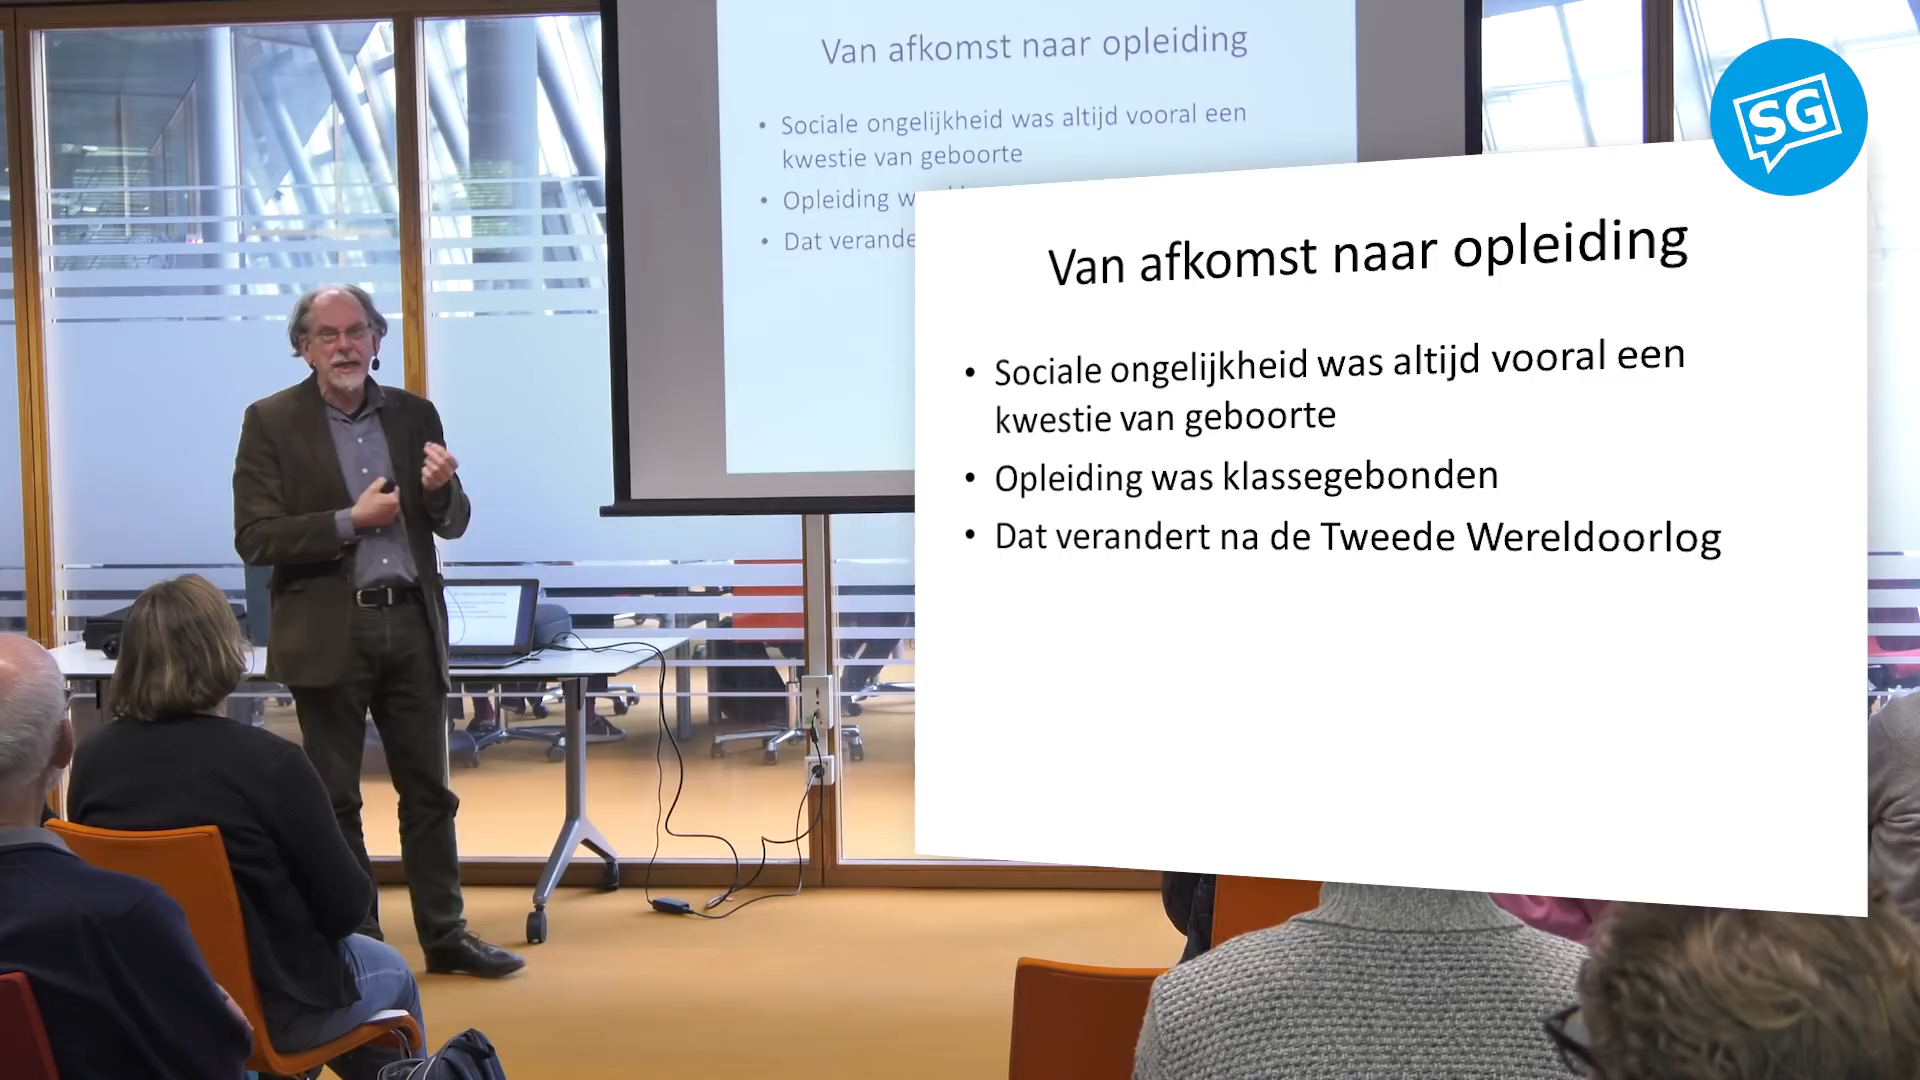 Van afkomst naar opleiding
Sociale ongelijkheid was altijd vooral een
kwestie van geboorte
Opleiding w
Dat verande
SG
Van afkomst naar opleiding
• Sociale ongelijkheid was altijd vooral een
kwestie van geboorte
• Opleiding was klassegebonden
• Dat verandert na de Tweede Wereldoorlog